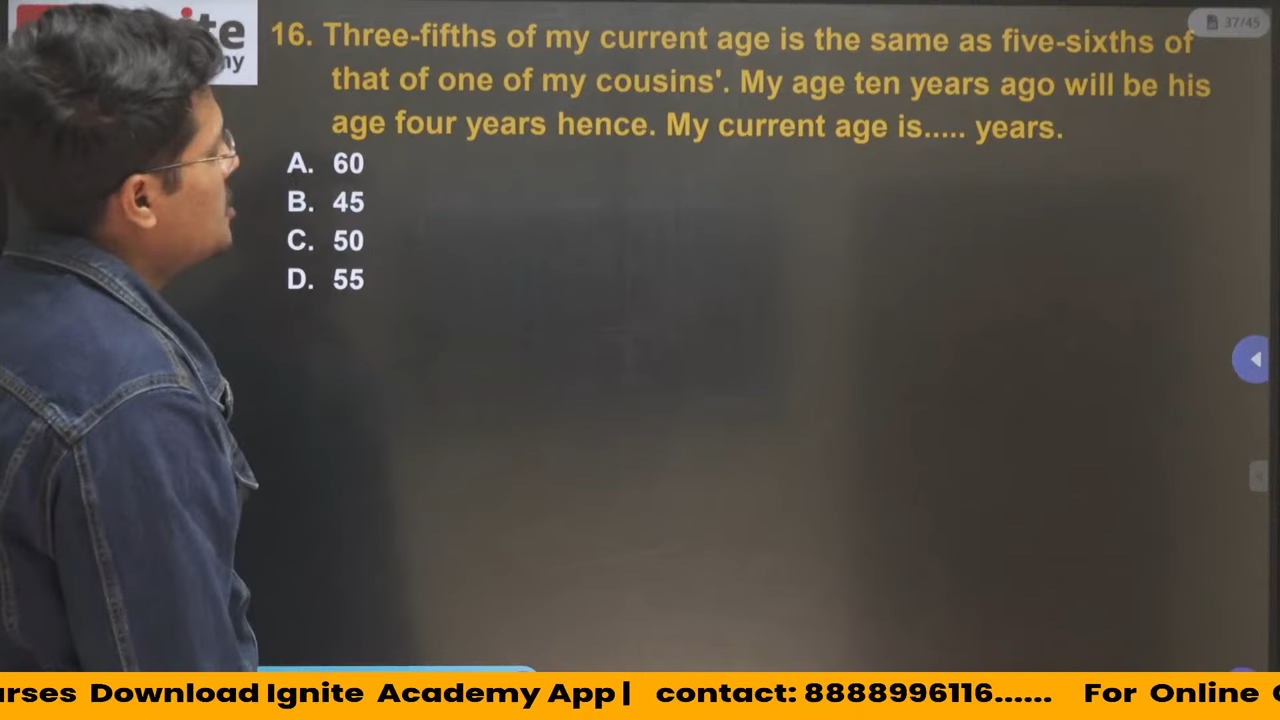 ite
ny
37/45
16. Three-fifths of my current age is the same as five-sixths of
that of one of my cousins'. My age ten years ago will be his
age four years hence. My current age is..... years.
A. 60
B. 45
C. 50
D. 55
urses Download Ignite Academy App | contact: 8888996116...... For Online